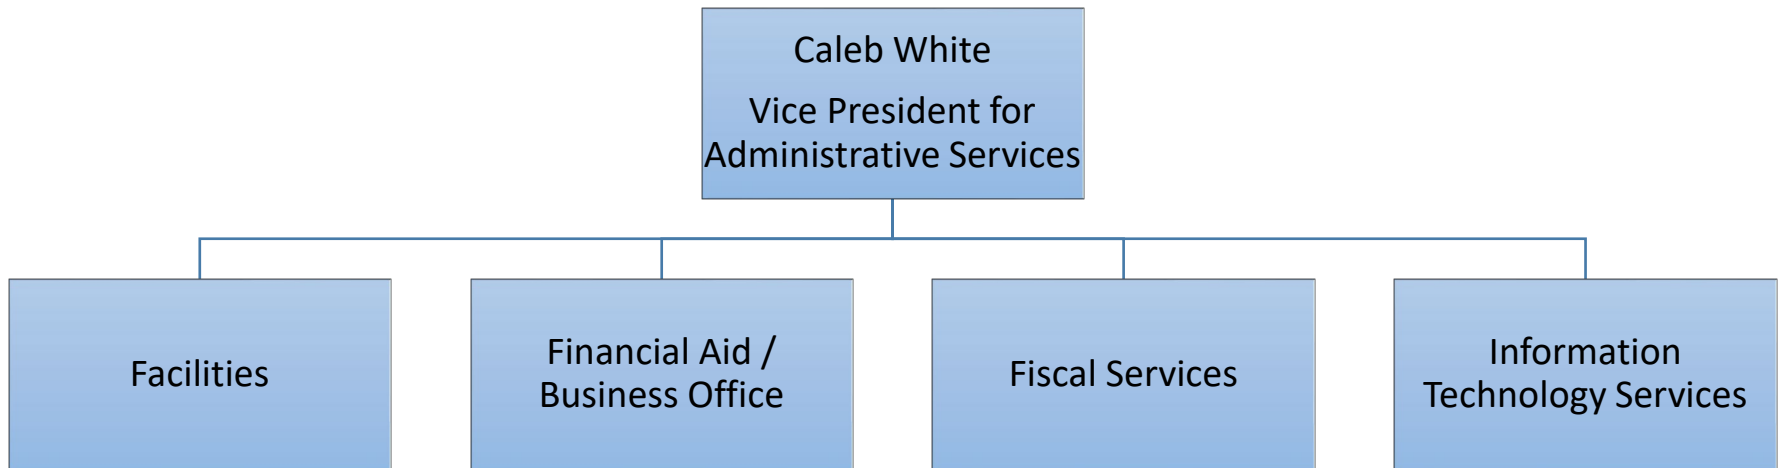 Caleb White
Vice President for
Administrative Services
Facilities
Financial Aid /
Business Office
Fiscal Services
Information
Technology Services